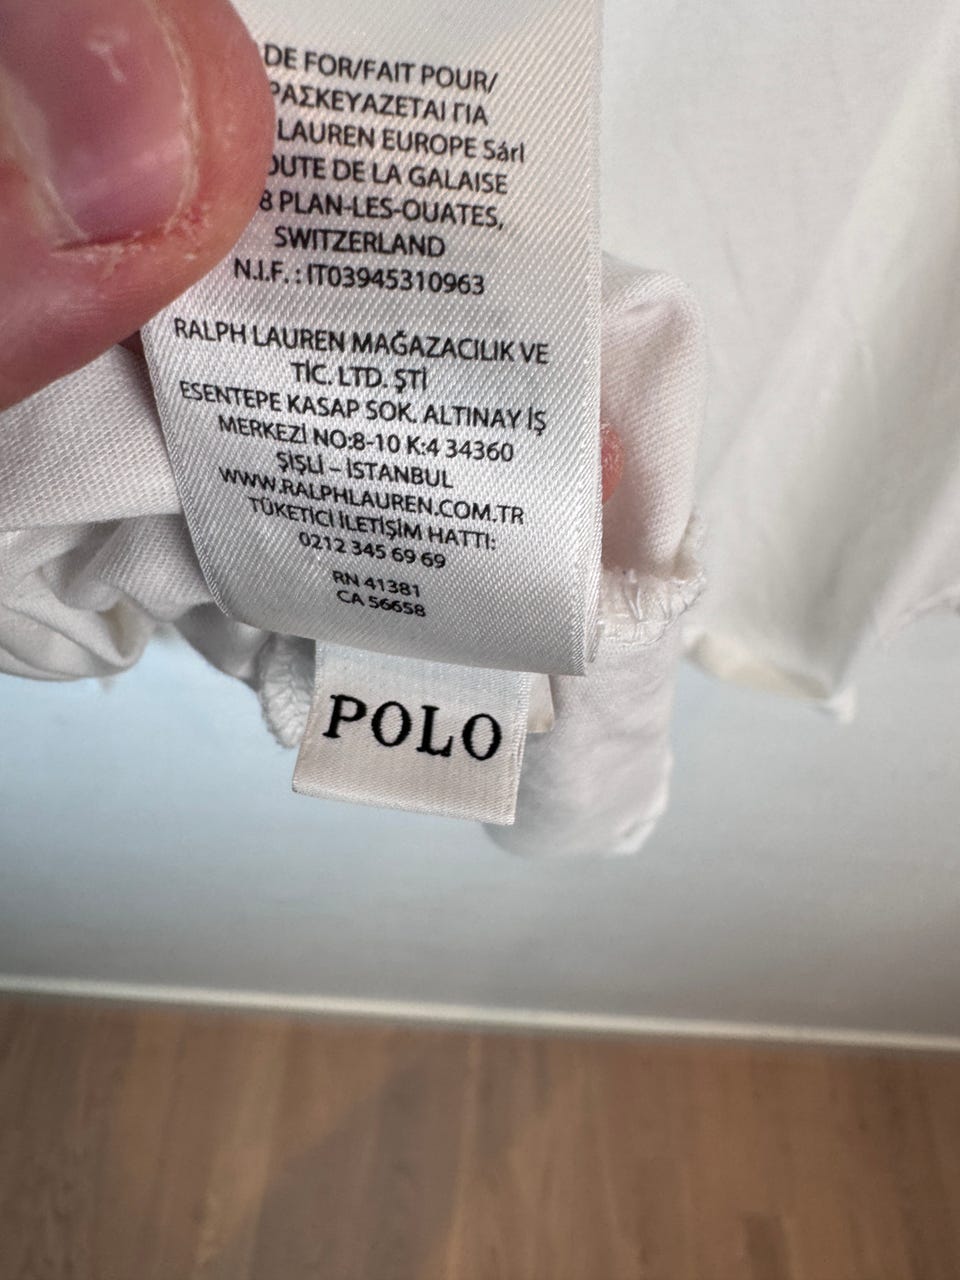 DE FOR/FAIT POUR/
ΡΑΣΚΕΥΑΖΕΤΑΙ ΓΙΑ
LAUREN EUROPE Sárl
OUTE DE LA GALAISE
8 PLAN-LES-OUATES,
SWITZERLAND
N.I.F. : IT03945310963
RALPH LAUREN MAĞAZACILIK VE
TİC. LTD. ŞTİ
ESENTEPE KASAP SOK. ALTINAY İŞ
MERKEZİ NO:8-10 K:4 34360
ŞİŞLİ – İSTANBUL
WWW.RALPHLAUREN.COM.TR
TÜKETİCİ İLETİŞİM HATTI:
0212 345 69 69
RN 41381
CA 56658
POLO